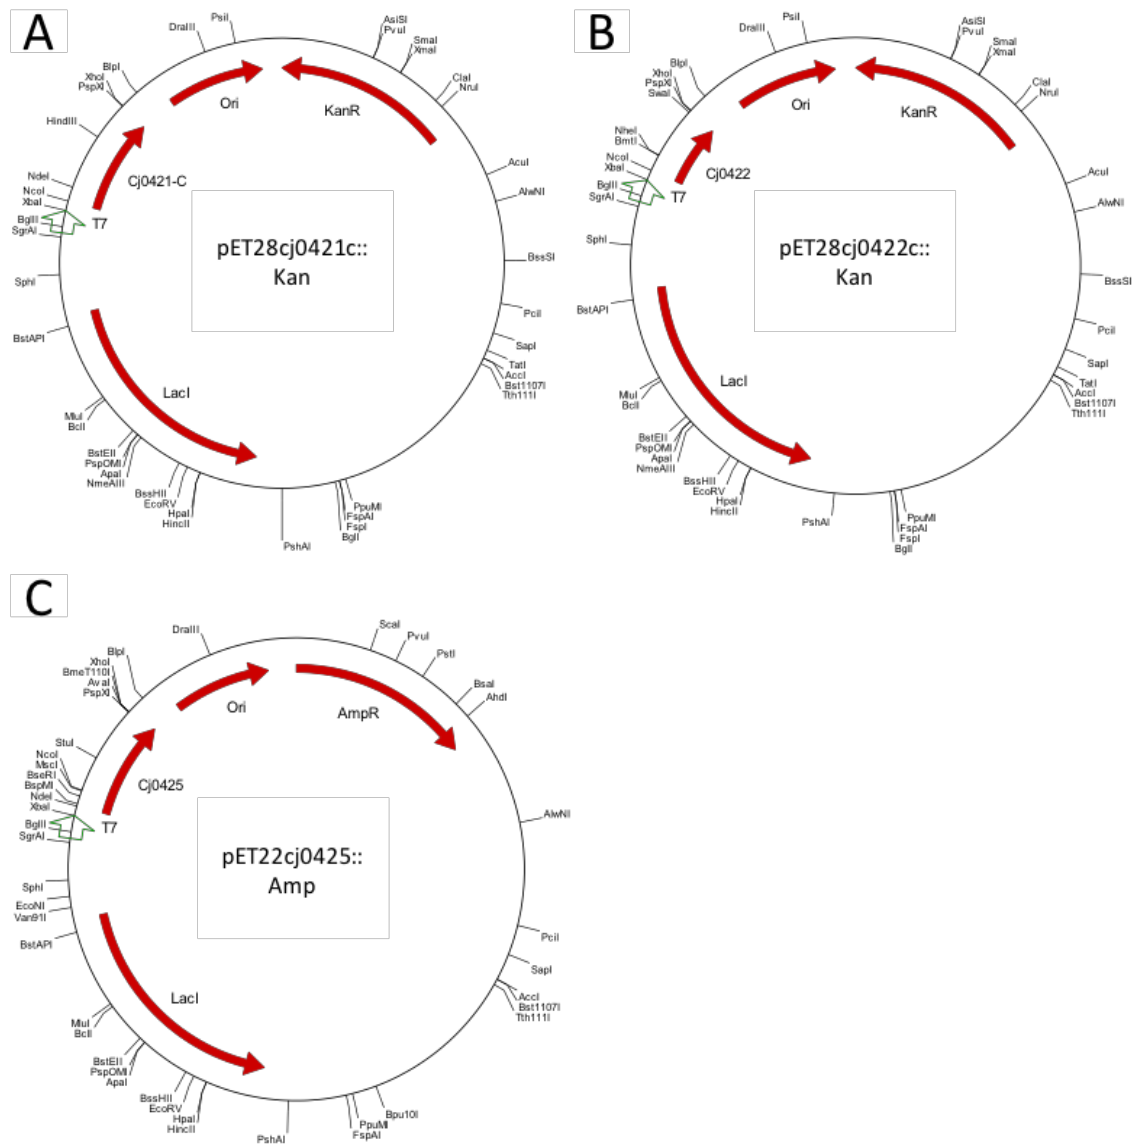 A
PsiI
DraIII
BlpI
XhoI
PspXI
HindIII
NdeI
NcoI
XbaI
BglII
SgrAI
SphI
BstAPI
MluI
BclI
BstEII
PspOMI
ApaI
NmeAIII
BssHII
EcoRV
HpaI
HincII
PshAI
PpuMI
FspAI
FspI
BglI
AsiSI
PvuI
SmaI
XmaI
ClaI
NruI
AcuI
AlwNI
BssSI
PciI
SapI
TatI
AccI
Bst1107I
Tth111I
Ori
KanR
Cj0421-C
T7
LacI
pET28cj0421c::
Kan
B
PsiI
DraIII
BlpI
XhoI
PspXI
SwaI
NheI
BmtI
NcoI
XbaI
BglII
SgrAI
SphI
BstAPI
MluI
BclI
BstEII
PspOMI
ApaI
NmeAIII
BssHII
EcoRV
HpaI
HincII
PshAI
PpuMI
FspAI
FspI
BglI
AsiSI
PvuI
SmaI
XmaI
ClaI
NruI
AcuI
AlwNI
BssSI
PciI
SapI
TatI
AccI
Bst1107I
Tth111I
Ori
KanR
Cj0422
T7
LacI
pET28cj0422c::
Kan
C
DraIII
BlpI
XhoI
BmeT110I
AvaI
PspXI
StuI
NcoI
MscI
BseRI
BspMI
NdeI
XbaI
BglII
SgrAI
SphI
EcoNI
Van91I
BstAPI
MluI
BclI
BstEII
PspOMI
ApaI
BssHII
EcoRV
HpaI
HincII
PshAI
Bpu10I
PpuMI
FspAI
ScaI
PvuI
PstI
BsaI
AhdI
AlwNI
PciI
SapI
AccI
Bst1107I
Tth111I
Ori
AmpR
Cj0425
T7
LacI
pET22cj0425::
Amp